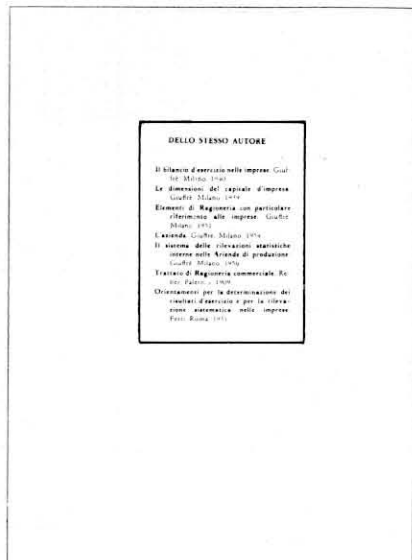 DELLO STESSO AUTORE
Il bilancio d'esercizio nelle imprese. Giuf-
frè. Milano
Le dimensioni del capitale d'impresa
Giuffrè. Milano
Elementi di Ragioneria con particolare
riferimento alle imprese. Giuffrè
Milano
L'azienda. Giuffrè. Milano
Il sistema delle rilevazioni statistiche
interne nelle Aziende di produzione
Giuffrè. Milano
Trattato di Ragioneria commerciale.
Orientamenti per la determinazione dei
risultati d'esercizio e per la rileva-
zione sistematica nelle imprese
Roma